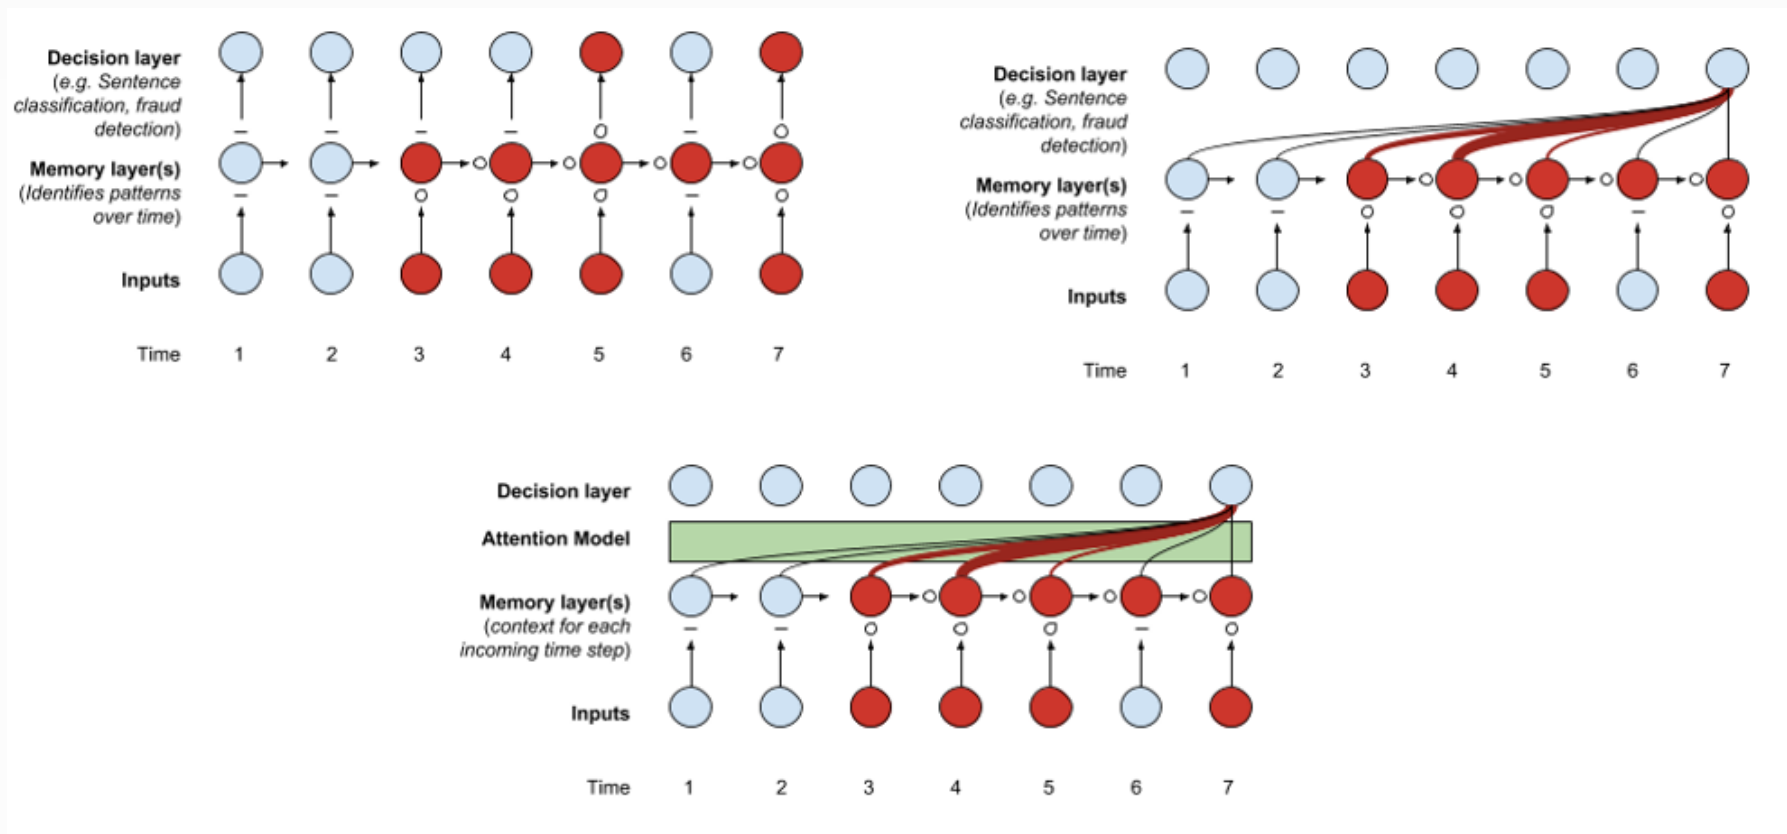 Decision layer
(e.g. Sentence
classification, fraud
detection)
Memory layer(s)
(Identifies patterns
over time)
Inputs
Time 1 2 3 4 5 6 7
Decision layer
(e.g. Sentence
classification, fraud
detection)
Memory layer(s)
(Identifies patterns
over time)
Inputs
Time 1 2 3 4 5 6 7
Decision layer
Attention Model
Memory layer(s)
(context for each
incoming time step)
Inputs
Time 1 2 3 4 5 6 7